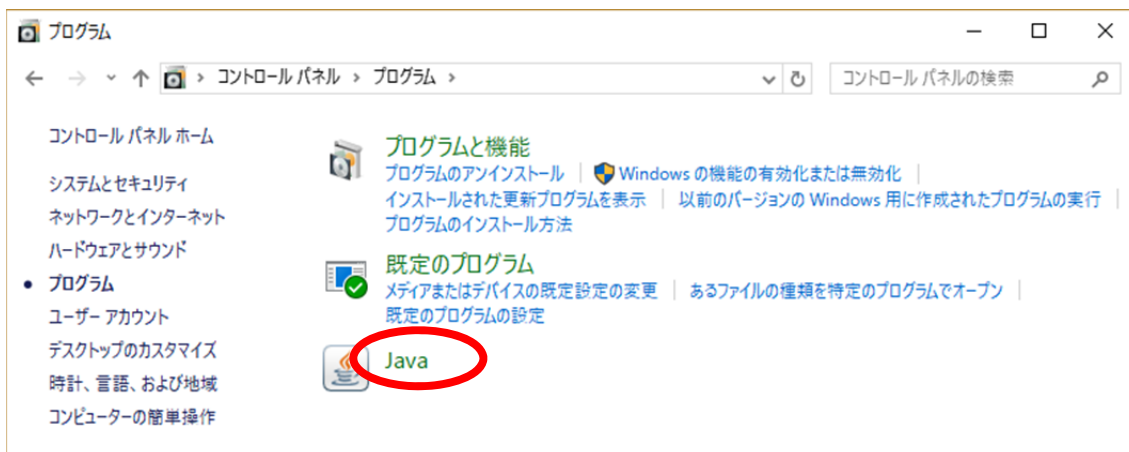 プログラム
コントロール パネル › プログラム ›
コントロール パネルの検索
コントロール パネル ホーム
システムとセキュリティ
ネットワークとインターネット
ハードウェアとサウンド
プログラム
ユーザー アカウント
デスクトップのカスタマイズ
時計、言語、および地域
コンピューターの簡単操作
プログラムと機能
プログラムのアンインストール | Windows の機能の有効化または無効化 |
インストールされた更新プログラムを表示 | 以前のバージョンの Windows 用に作成されたプログラムの実行 |
プログラムのインストール方法
既定のプログラム
メディアまたはデバイスの既定設定の変更 | あるファイルの種類を特定のプログラムでオープン |
既定のプログラムの設定
Java